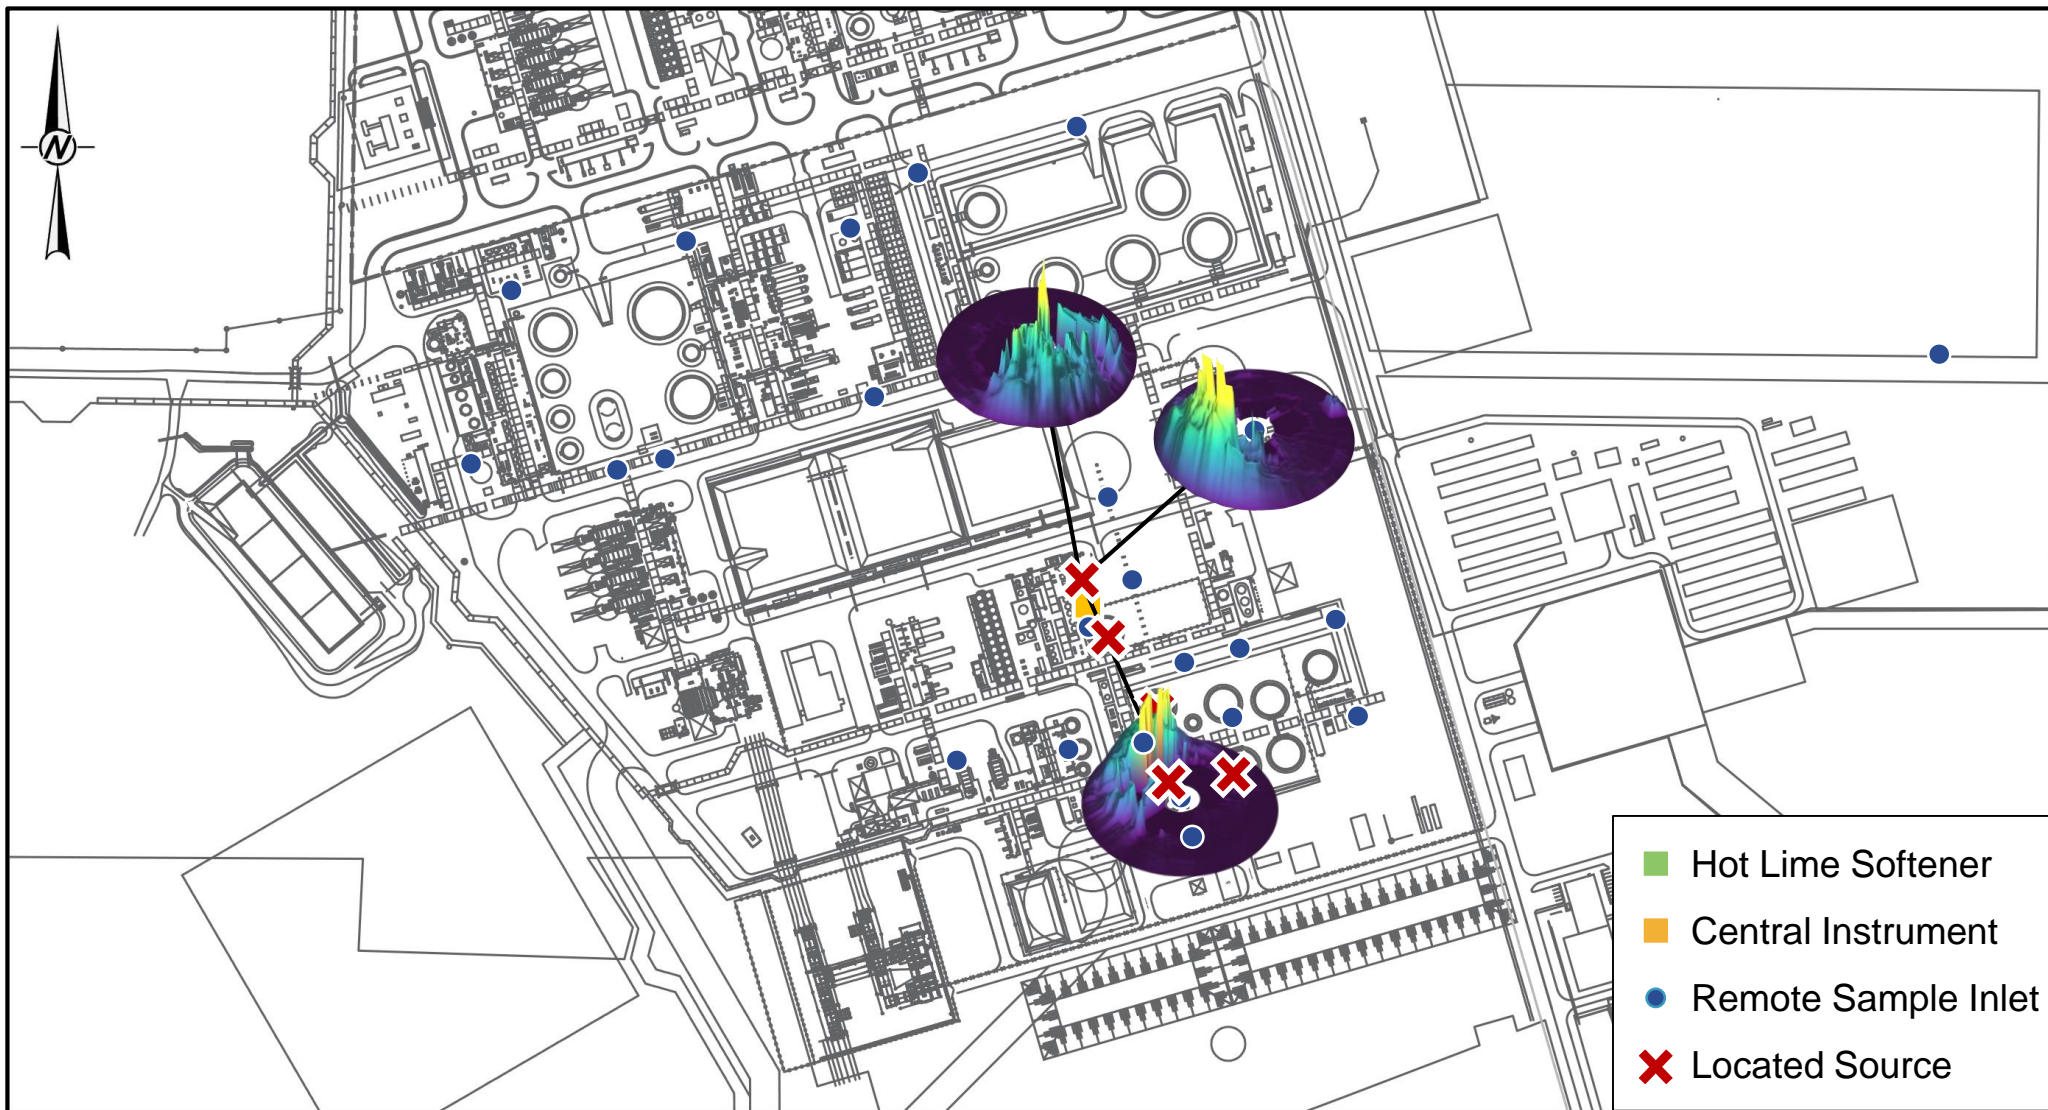 N
Hot Lime Softener
Central Instrument
Remote Sample Inlet
Located Source